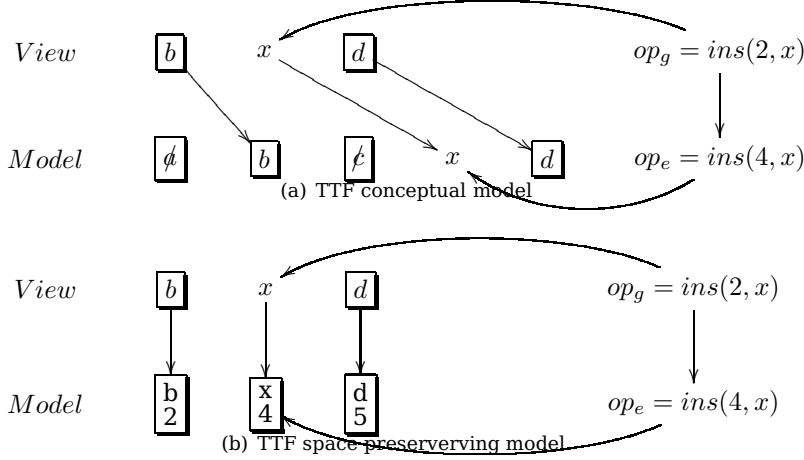 View b x d op_g = ins(2, x)
Model a b c x d op_e = ins(4, x)
(a) TTF conceptual model
View b x d op_g = ins(2, x)
Model b x d op_e = ins(4, x)
2 4 5
(b) TTF space preserverving model